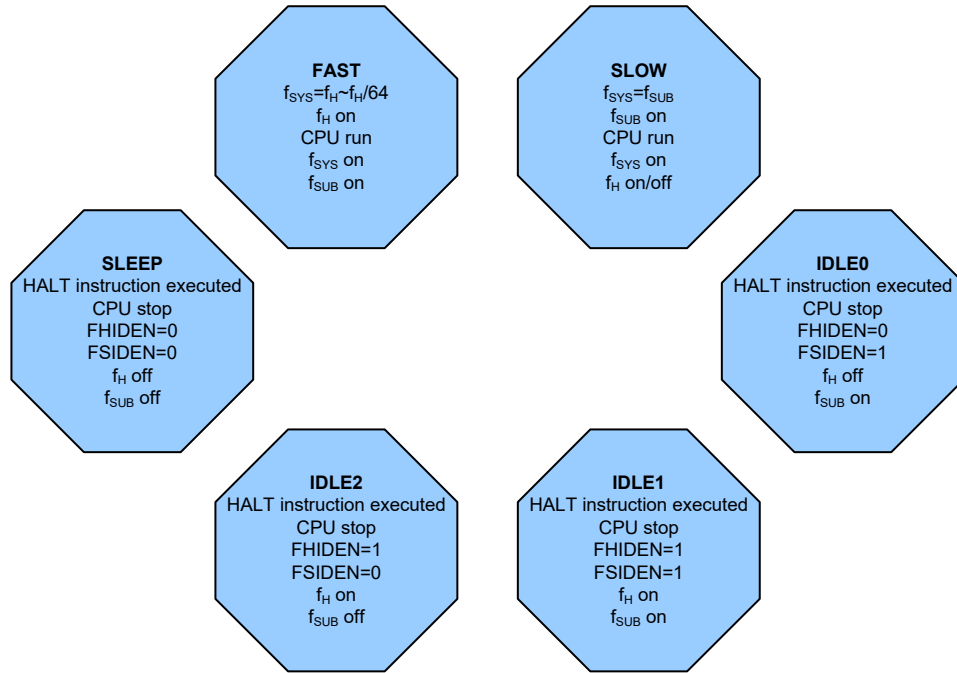 FAST
fSYS=fH~fH/64
fH on
CPU run
fSYS on
fSUB on
SLOW
fSYS=fSUB
fSUB on
CPU run
fSYS on
fH on/off
SLEEP
HALT instruction executed
CPU stop
FHIDEN=0
FSIDEN=0
fH off
fSUB off
IDLE0
HALT instruction executed
CPU stop
FHIDEN=0
FSIDEN=1
fH off
fSUB on
IDLE2
HALT instruction executed
CPU stop
FHIDEN=1
FSIDEN=0
fH on
fSUB off
IDLE1
HALT instruction executed
CPU stop
FHIDEN=1
FSIDEN=1
fH on
fSUB on